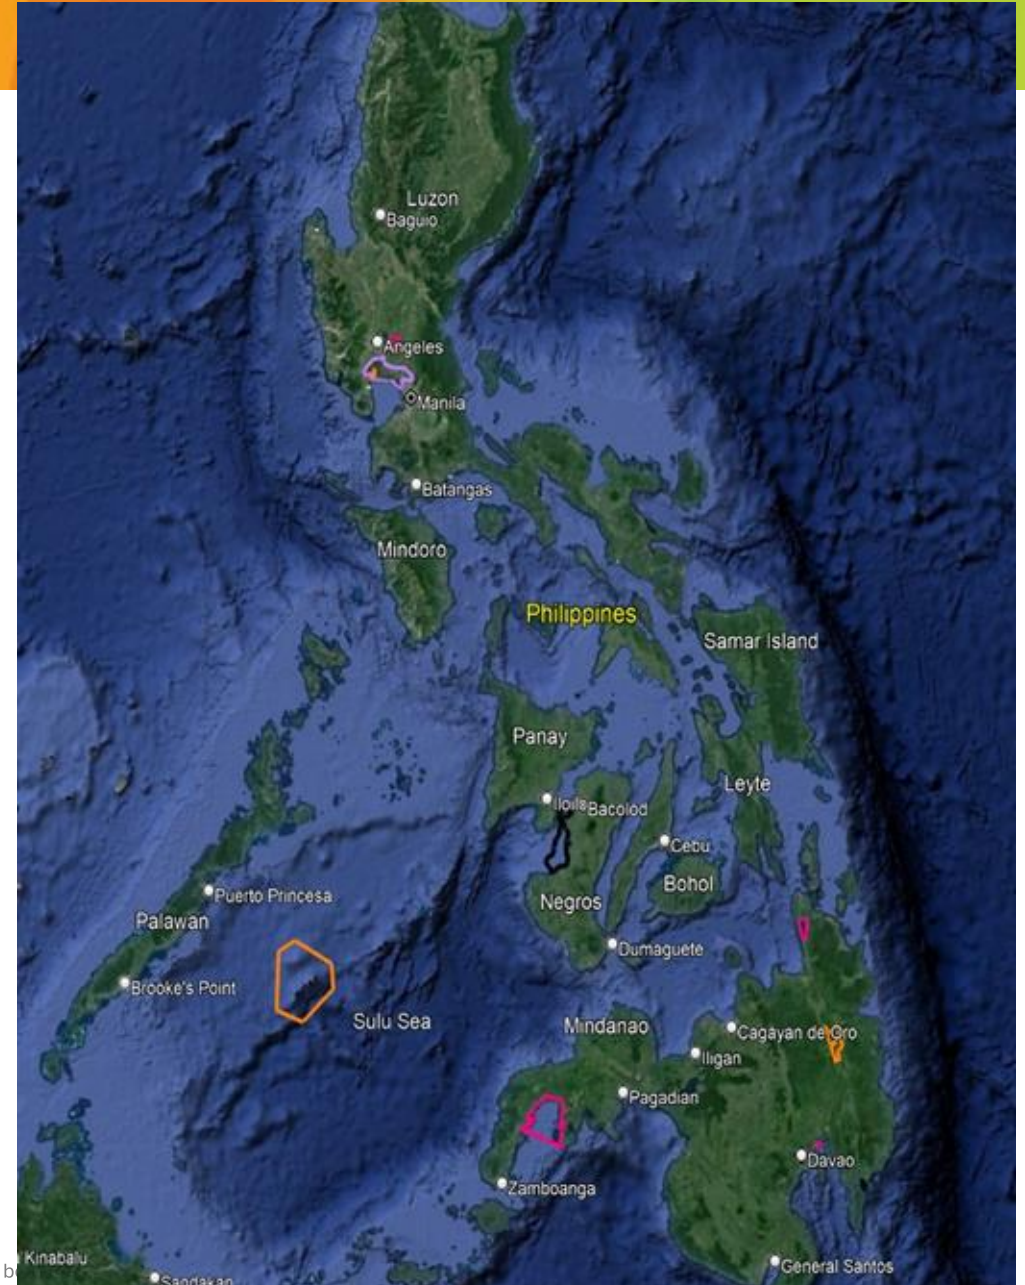 Luzon
Baguio
Angeles
Manila
Batangas
Mindoro
Philippines
Samar Island
Panay
Leyte
Bacolod
Cebu
Bohol
Puerto Princesa
Negros
Palawan
Dumaguete
Brooke's Point
Sulu Sea
Mindanao
Cagayan de Oro
Iligan
Pagadian
Davao
Zamboanga
Kinabalu
General Santos
Sandakan